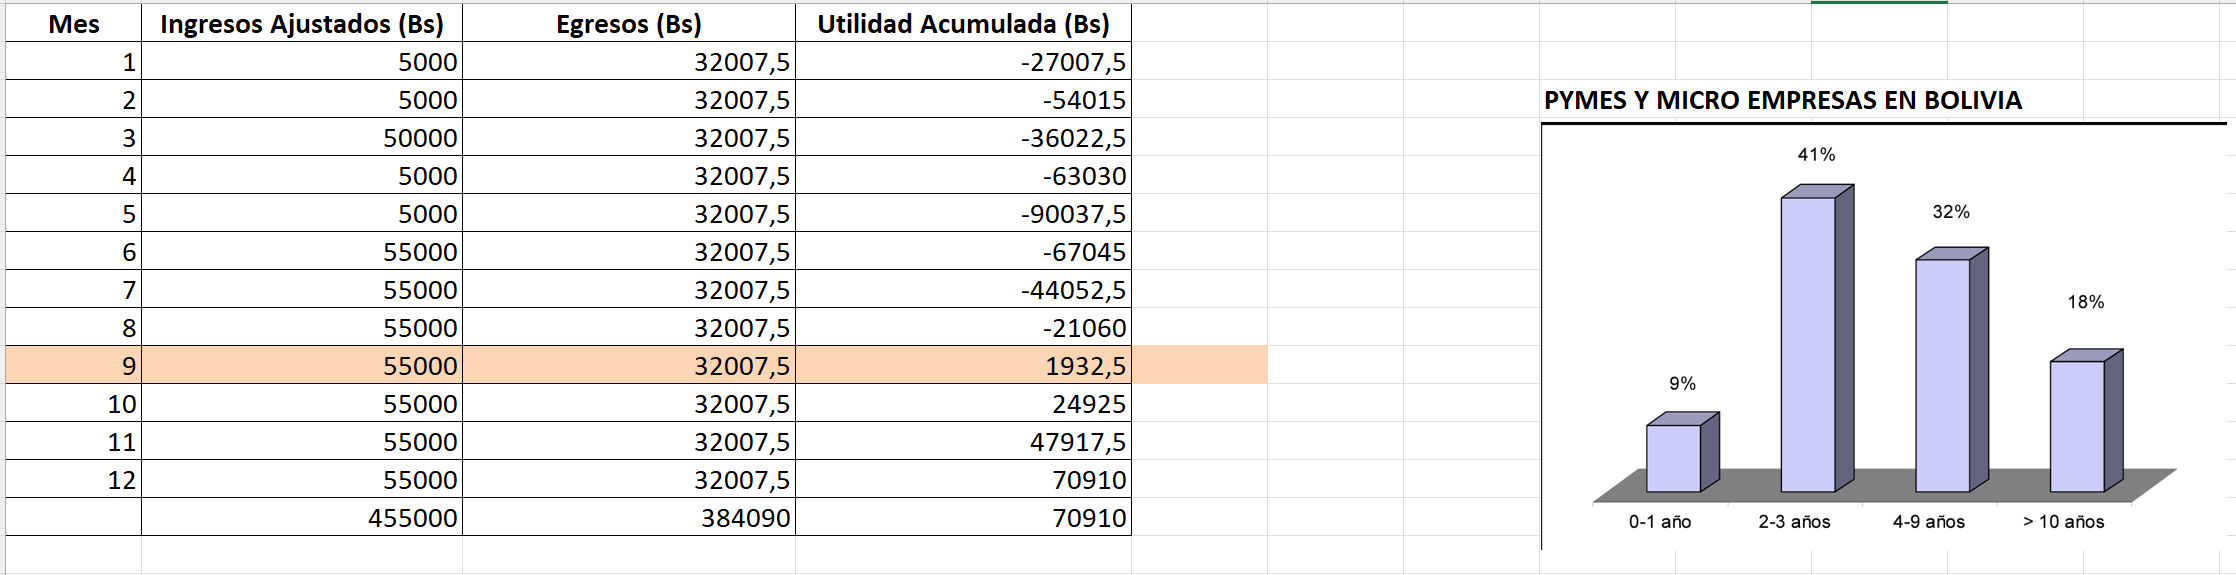 Mes Ingresos Ajustados (Bs) Egresos (Bs) Utilidad Acumulada (Bs)
1 5000 32007,5 -27007,5
2 5000 32007,5 -54015
3 50000 32007,5 -36022,5
4 5000 32007,5 -63030
5 5000 32007,5 -90037,5
6 55000 32007,5 -67045
7 55000 32007,5 -44052,5
8 55000 32007,5 -21060
9 55000 32007,5 1932,5
10 55000 32007,5 24925
11 55000 32007,5 47917,5
12 55000 32007,5 70910
455000 384090 70910
PYMES Y MICRO EMPRESAS EN BOLIVIA
41%
32%
18%
9%
0-1 año 2-3 años 4-9 años > 10 años